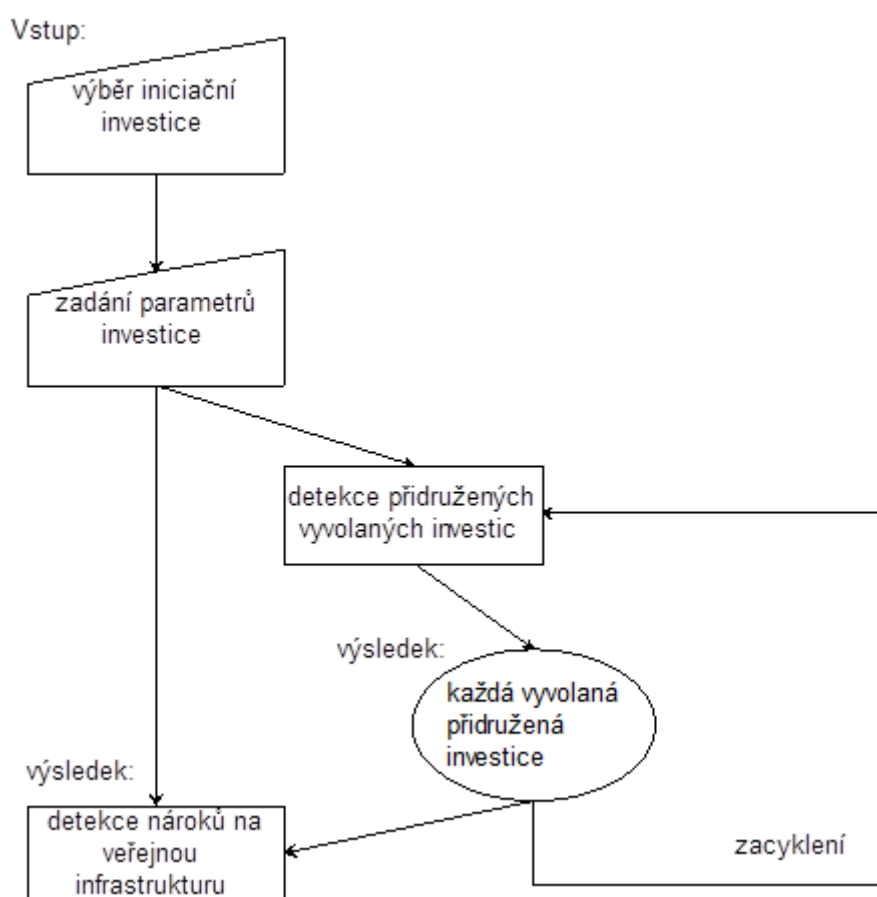 Vstup:
výběr iniciační
investice
zadání parametrů
investice
detekce přidružených
vyvolaných investic
výsledek:
každá vyvolaná
přidružená
investice
výsledek:
detekce nároků na
veřejnou
infrastrukturu
zacyklení